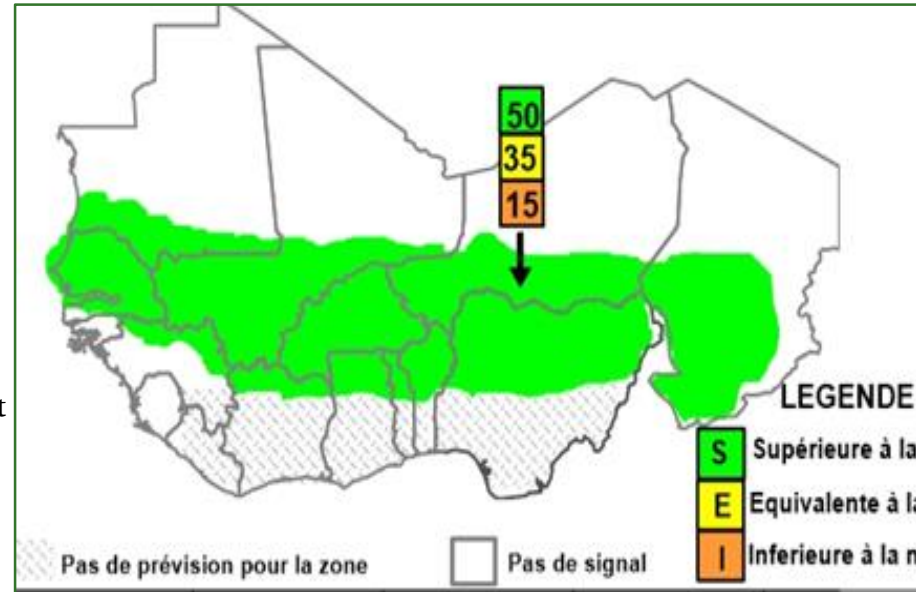 50
35
15
t
LEGENDE
S Supérieure à la
E Equivalente à la
I Inferieure à la
Pas de prévision pour la zone
Pas de signal